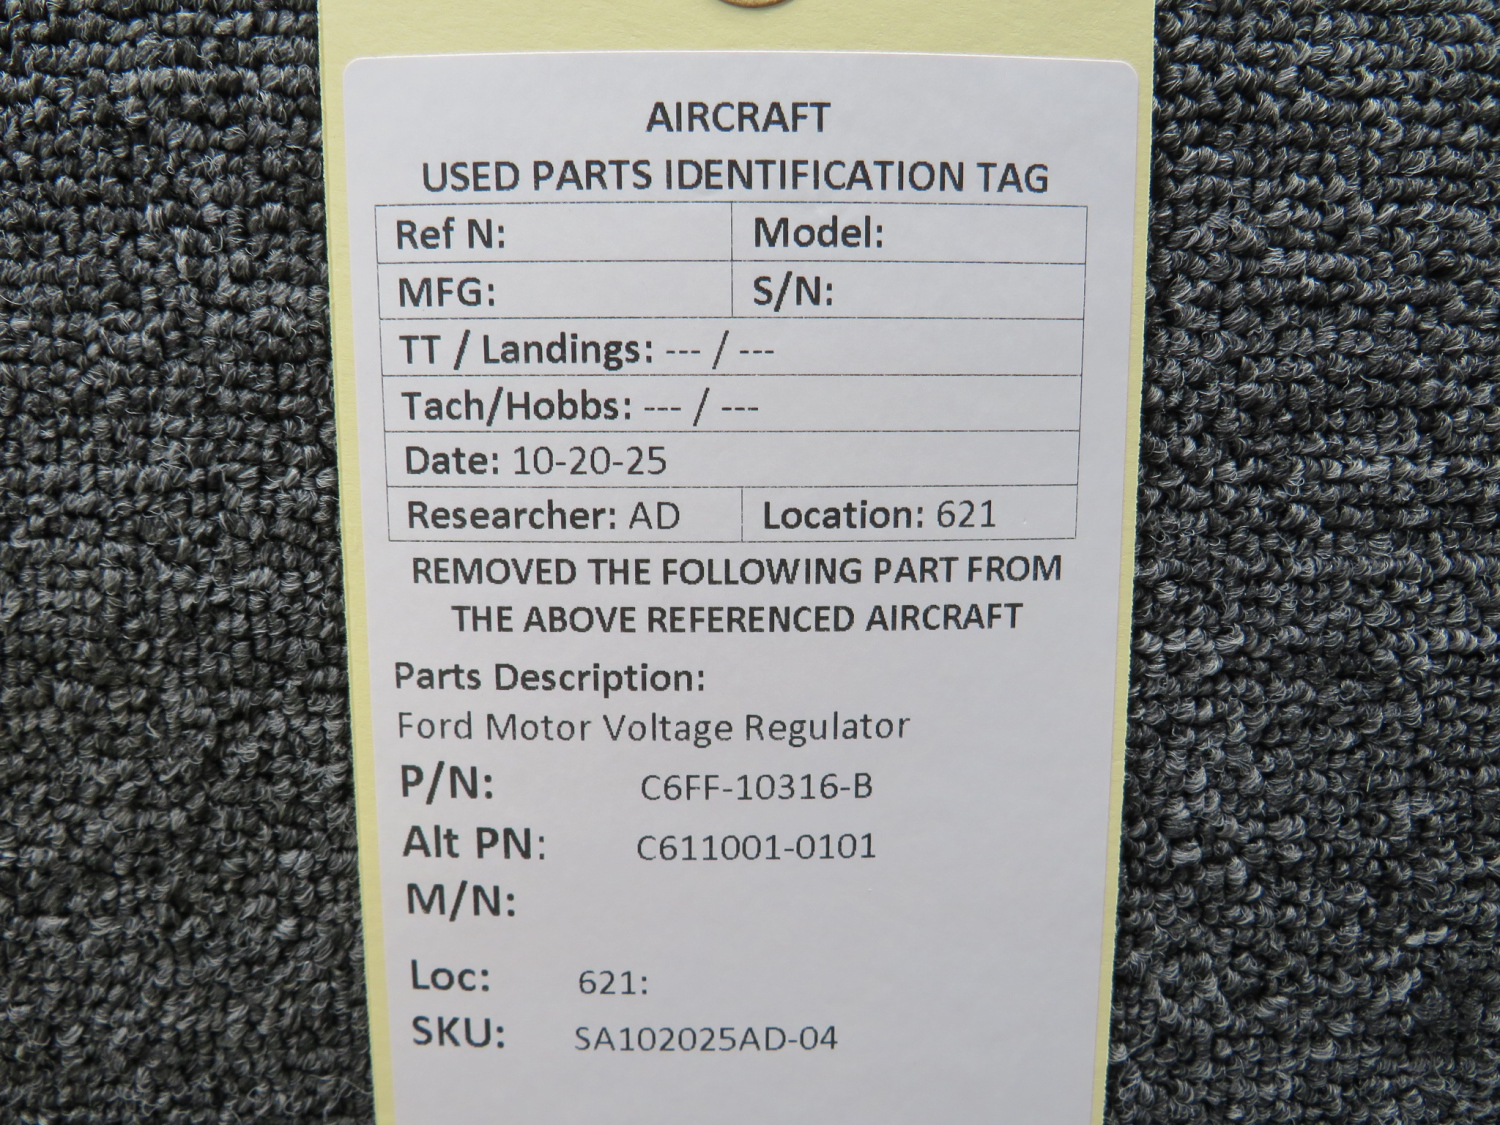 AIRCRAFT
USED PARTS IDENTIFICATION TAG
Ref N: Model:
MFG: S/N:
TT / Landings: --- / ---
Tach/Hobbs: --- / ---
Date: 10-20-25
Researcher: AD Location: 621
REMOVED THE FOLLOWING PART FROM
THE ABOVE REFERENCED AIRCRAFT
Parts Description:
Ford Motor Voltage Regulator
P/N: C6FF-10316-B
Alt PN: C611001-0101
M/N:
Loc: 621:
SKU: SA102025AD-04